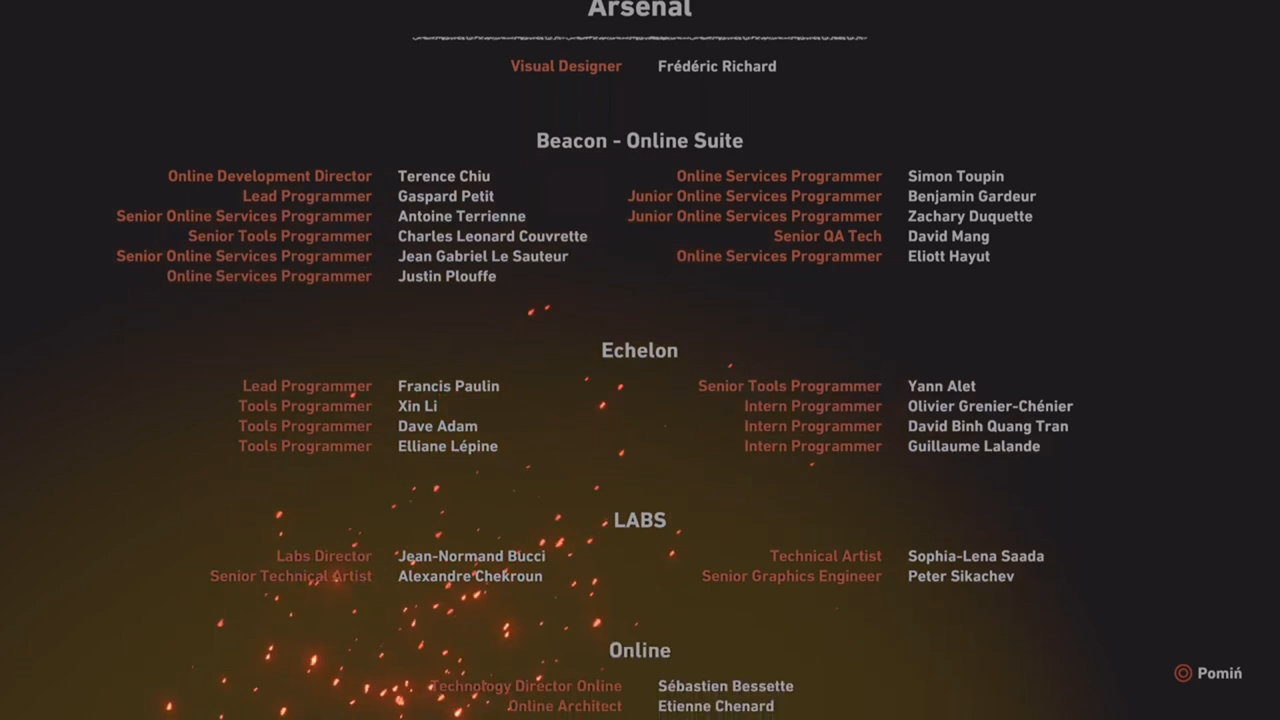 Arsenal
Visual Designer Frédéric Richard
Beacon - Online Suite
Online Development Director Terence Chiu Online Services Programmer Simon Toupin
Lead Programmer Gaspard Petit Junior Online Services Programmer Benjamin Gardeur
Senior Online Services Programmer Antoine Terrienne Junior Online Services Programmer Zachary Duquette
Senior Tools Programmer Charles Leonard Couvrette Senior QA Tech David Mang
Senior Online Services Programmer Jean Gabriel Le Sauteur Online Services Programmer Eliott Hayut
Online Services Programmer Justin Plouffe
Echelon
Lead Programmer Francis Paulin Senior Tools Programmer Yann Alet
Tools Programmer Xin Li Intern Programmer Olivier Grenier-Chénier
Tools Programmer Dave Adam Intern Programmer David Binh Quang Tran
Tools Programmer Elliane Lépine Intern Programmer Guillaume Lalande
LABS
Labs Director Jean-Normand Bucci Technical Artist Sophia-Lena Saada
Senior Technical Artist Alexandre Chekroun Senior Graphics Engineer Peter Sikachev
Online
Technology Director Online Sébastien Bessette
Online Architect Etienne Chenard
Pomiń